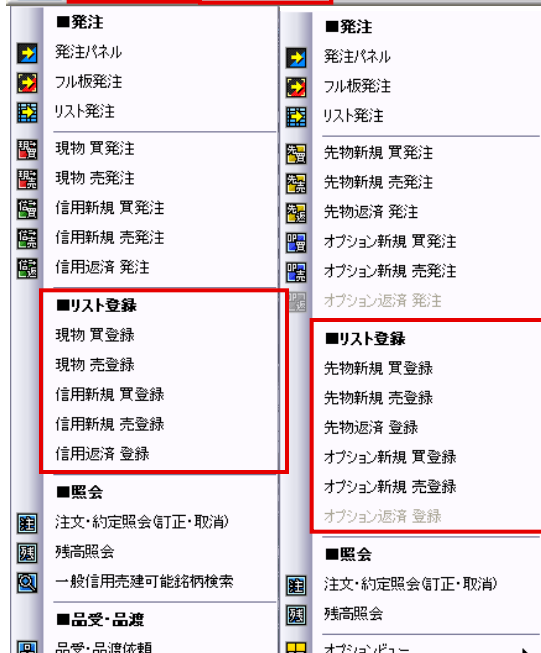 ■発注
発注パネル
フル板発注
リスト発注
現物 買発注
現物 売発注
信用新規 買発注
信用新規 売発注
信用返済 発注
■リスト登録
現物 買登録
現物 売登録
信用新規 買登録
信用新規 売登録
信用返済 登録
■照会
注文・約定照会(訂正・取消)
残高照会
一般信用売建可能銘柄検索
■品受・品渡
品受・品渡依頼
■発注
発注パネル
フル板発注
リスト発注
先物新規 買発注
先物新規 売発注
先物返済 発注
オプション新規 買発注
オプション新規 売発注
オプション返済 発注
■リスト登録
先物新規 買登録
先物新規 売登録
先物返済 登録
オプション新規 買登録
オプション新規 売登録
オプション返済 登録
■照会
注文・約定照会(訂正・取消)
残高照会
オプションビュー